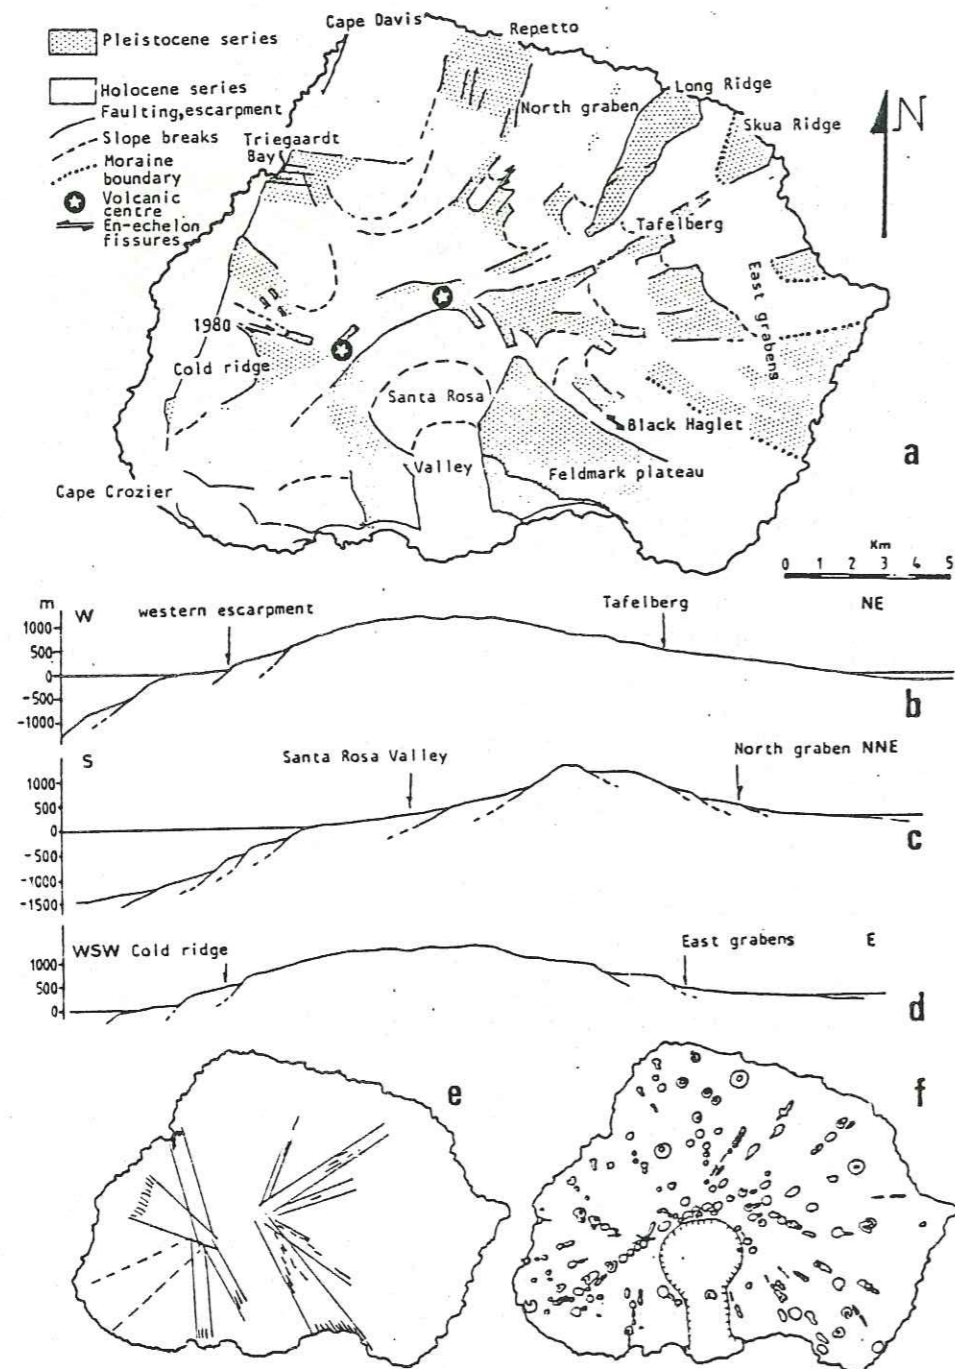 Pleistocene series
Holocene series
Faulting, escarpment
Slope breaks
Moraine
boundary
Volcanic
centre
En-echelon
fissures
Cape Davis
Repetto
North graben
Long Ridge
Skua Ridge
N
Triegaardt
Bay
Tafelberg
East grabens
1980
Cold ridge
Santa Rosa
Valley
Black Haglet
Feldmark plateau
Cape Crozier
a
Km
0 1 2 3 4 5
m
W
western escarpment
Tafelberg
NE
1000
500
0
-500
-1000
b
S
Santa Rosa Valley
North graben NNE
1000
500
0
-500
-1000
-1500
c
WSW Cold ridge
East grabens
E
1000
500
0
d
e
f